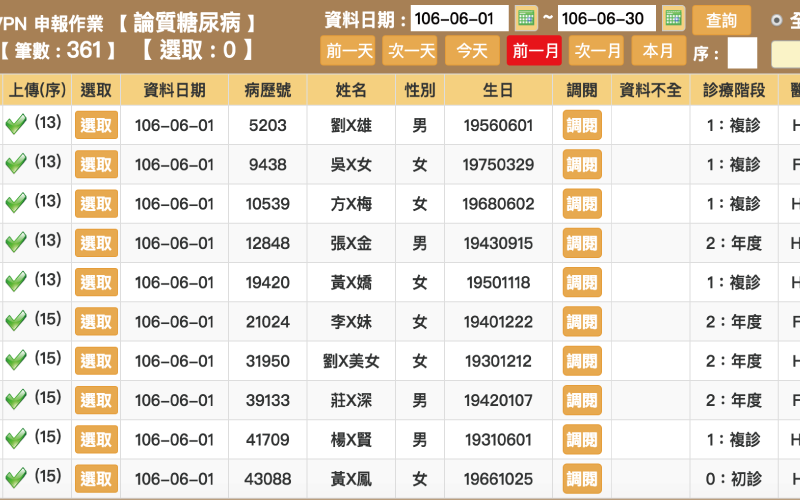 VPN 申報作業 【 論質糖尿病 】 資料日期：106-06-01 ~ 106-06-30 查詢
【 筆數：361 】 【 選取：0 】 前一天 次一天 今天 前一月 次一月 本月 序：
上傳(序) 選取 資料日期 病歷號 姓名 性別 生日 調閱 資料不全 診療階段
(13) 選取 106-06-01 5203 劉X雄 男 19560601 調閱 1：複診 H
(13) 選取 106-06-01 9438 吳X女 女 19750329 調閱 1：複診 F
(13) 選取 106-06-01 10539 方X梅 女 19680602 調閱 1：複診 H
(13) 選取 106-06-01 12848 張X金 男 19430915 調閱 2：年度 H
(13) 選取 106-06-01 19420 黃X嬌 女 19501118 調閱 1：複診 H
(15) 選取 106-06-01 21024 李X妹 女 19401222 調閱 2：年度 F
(15) 選取 106-06-01 31950 劉X美女 女 19301212 調閱 2：年度 H
(15) 選取 106-06-01 39133 莊X深 男 19420107 調閱 2：年度 F
(15) 選取 106-06-01 41709 楊X賢 男 19310601 調閱 1：複診 H
(15) 選取 106-06-01 43088 黃X鳳 女 19661025 調閱 0：初診 H